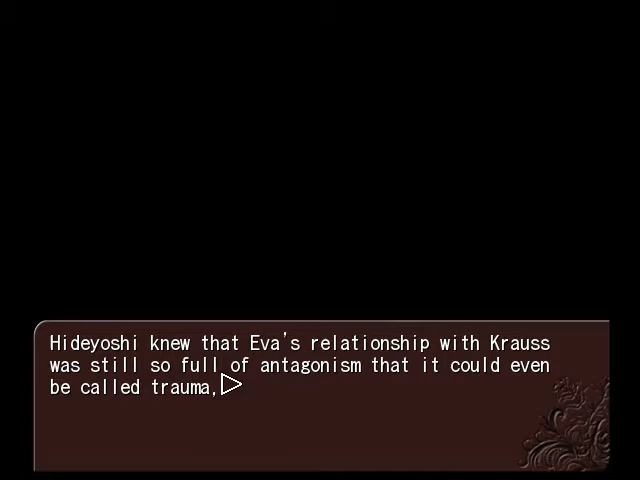 Hideyoshi knew that Eva's relationship with Krauss
was still so full of antagonism that it could even
be called trauma,